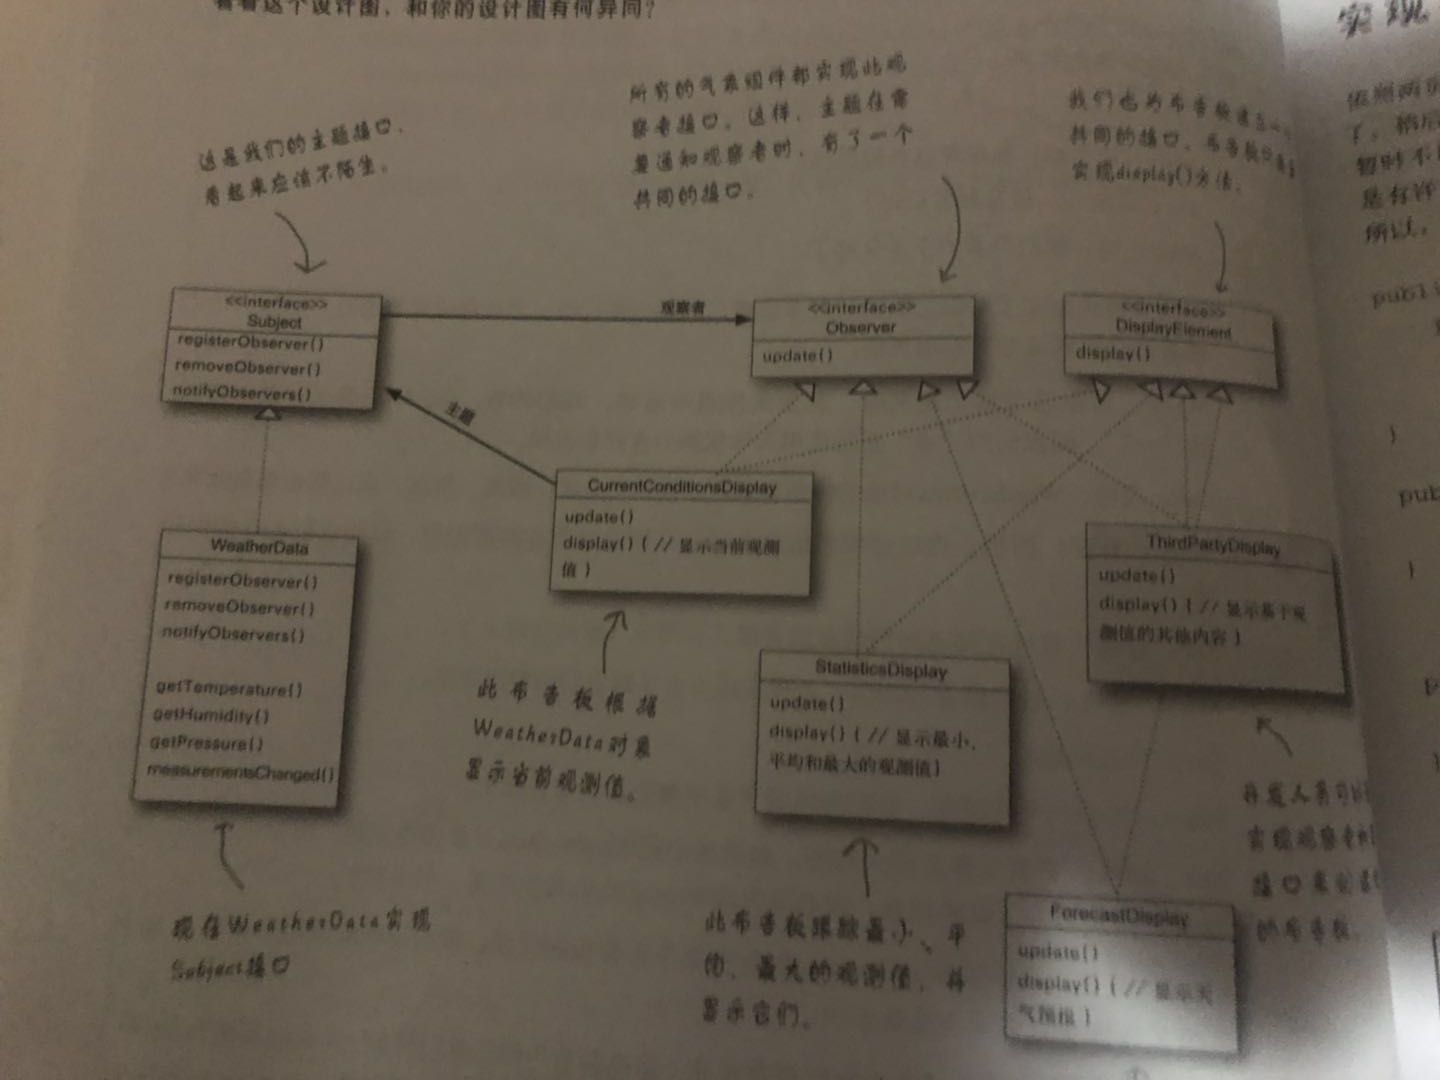 看看这个设计图，和你的设计图有何异同？
实现
这是我们的主题接口，
看起来应该不陌生。
所有的气象组件都实现此观
察者接口。这样，主题在需
要通知观察者时，有了一个
共同的接口。
我们也为布告板建立一
共同的接口。布告板只需
实现display()方法。
<<interface>>
Subject
registerObserver()
removeObserver()
notifyObservers()
观察者
<<interface>>
Observer
update()
<<interface>>
DisplayElement
display()
主题
CurrentConditionsDisplay
update()
display() { // 显示当前观测
值 }
WeatherData
registerObserver()
removeObserver()
notifyObservers()
getTemperature()
getHumidity()
getPressure()
measurementsChanged()
ThirdPartyDisplay
update()
display() { // 显示基于观
测值的其他内容 }
StatisticsDisplay
update()
display() { // 显示最小、
平均和最大的观测值}
此布告板根据
WeatherData对象
显示当前观测值。
开发人员可以
实现观察者和
接口来创建
的布告板。
现在WeatherData实现
Subject接口
此布告板跟踪最小、平
均、最大的观测值，并
显示它们。
ForecastDisplay
update()
display() { // 显示天
气预报 }
了。稍后
暂时不
是有许
所以，
publi
}
pub
}
p